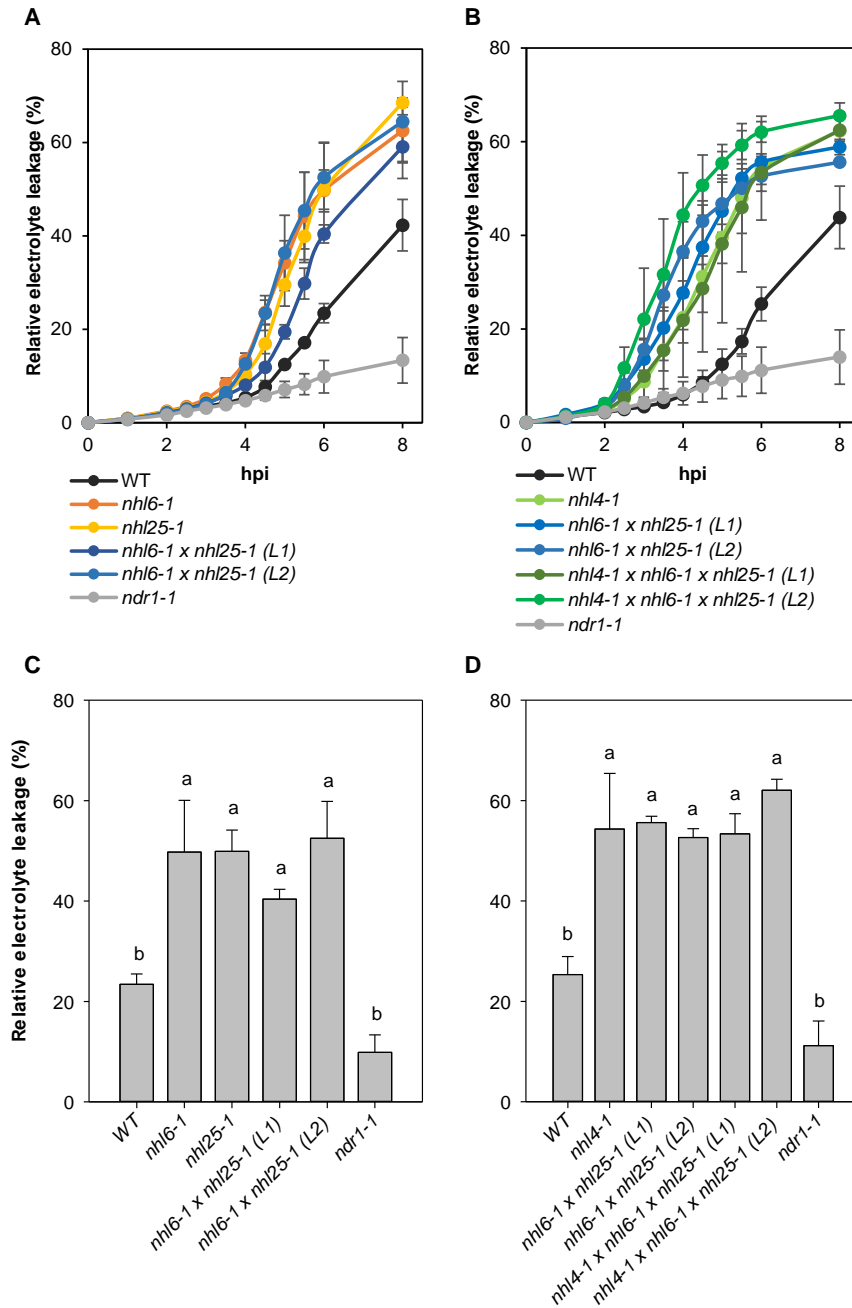 A
Relative electrolyte leakage (%)
80
60
40
20
0
0 2 4 6 8
hpi
WT
nhl6-1
nhl25-1
nhl6-1 x nhl25-1 (L1)
nhl6-1 x nhl25-1 (L2)
ndr1-1
B
Relative electrolyte leakage (%)
80
60
40
20
0
0 2 4 6 8
hpi
WT
nhl4-1
nhl6-1 x nhl25-1 (L1)
nhl6-1 x nhl25-1 (L2)
nhl4-1 x nhl6-1 x nhl25-1 (L1)
nhl4-1 x nhl6-1 x nhl25-1 (L2)
ndr1-1
C
Relative electrolyte leakage (%)
80
60
40
20
0
b a a a a b
WT
nhl6-1
nhl25-1
nhl6-1 x nhl25-1 (L1)
nhl6-1 x nhl25-1 (L2)
ndr1-1
D
80
60
40
20
0
b a a a a a b
WT
nhl4-1
nhl6-1 x nhl25-1 (L1)
nhl6-1 x nhl25-1 (L2)
nhl4-1 x nhl6-1 x nhl25-1 (L1)
nhl4-1 x nhl6-1 x nhl25-1 (L2)
ndr1-1